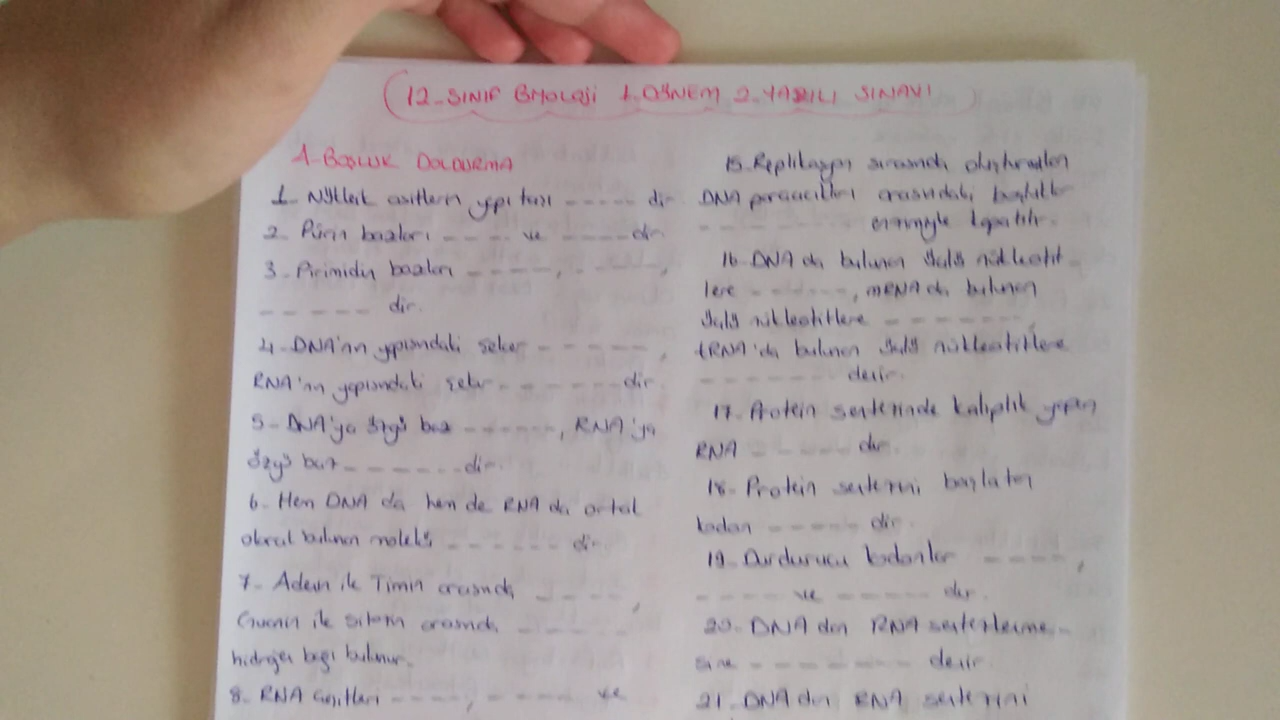 12-SINIF BİYOLOJİ 1.DÖNEM 2.YAZILI SINAVI
A-BOŞLUK DOLDURMA
1- Nükleik asitlerin yapıtaşı ----- dir
2- Pürin bazları ---- ve ----- dir
3- Pirimidin bazları -----, -----,
----- dir.
4- DNA'nın yapısındaki şeker ------,
RNA'nın yapısındaki şeker ------- dir
5- DNA'ya özgü baz ------, RNA'ya
özgü baz ------- dir.
6- Hem DNA da hem de RNA da ortak
olarak bulunan molekül ------ dir
7- Adenin ile Timin arasında -----,
Guanin ile sitozin arasında -----
hidrojen bağı bulunur.
8- RNA çeşitleri ----, ----- ve
15- Replikasyon sırasında oluşturulan
DNA parçacıkları arasındaki boşluklar
-------- enzimiyle kapatılır.
16- DNA da bulunan üçlü nükleotit-
lere ------, mRNA da bulunan
üçlü nükleotitlere -------,
tRNA'da bulunan üçlü nükleotitlere
------- denir.
17- Protein sentezinde kalıplık yapan
RNA ----- dır.
18- Protein sentezini başlatan
kodon ----- dir.
19- Durdurucu kodonlar ----,
----- ve ----- dır.
20- DNA dan RNA sentezlenme-
sine -------- denir.
21- DNA dan RNA sentezini